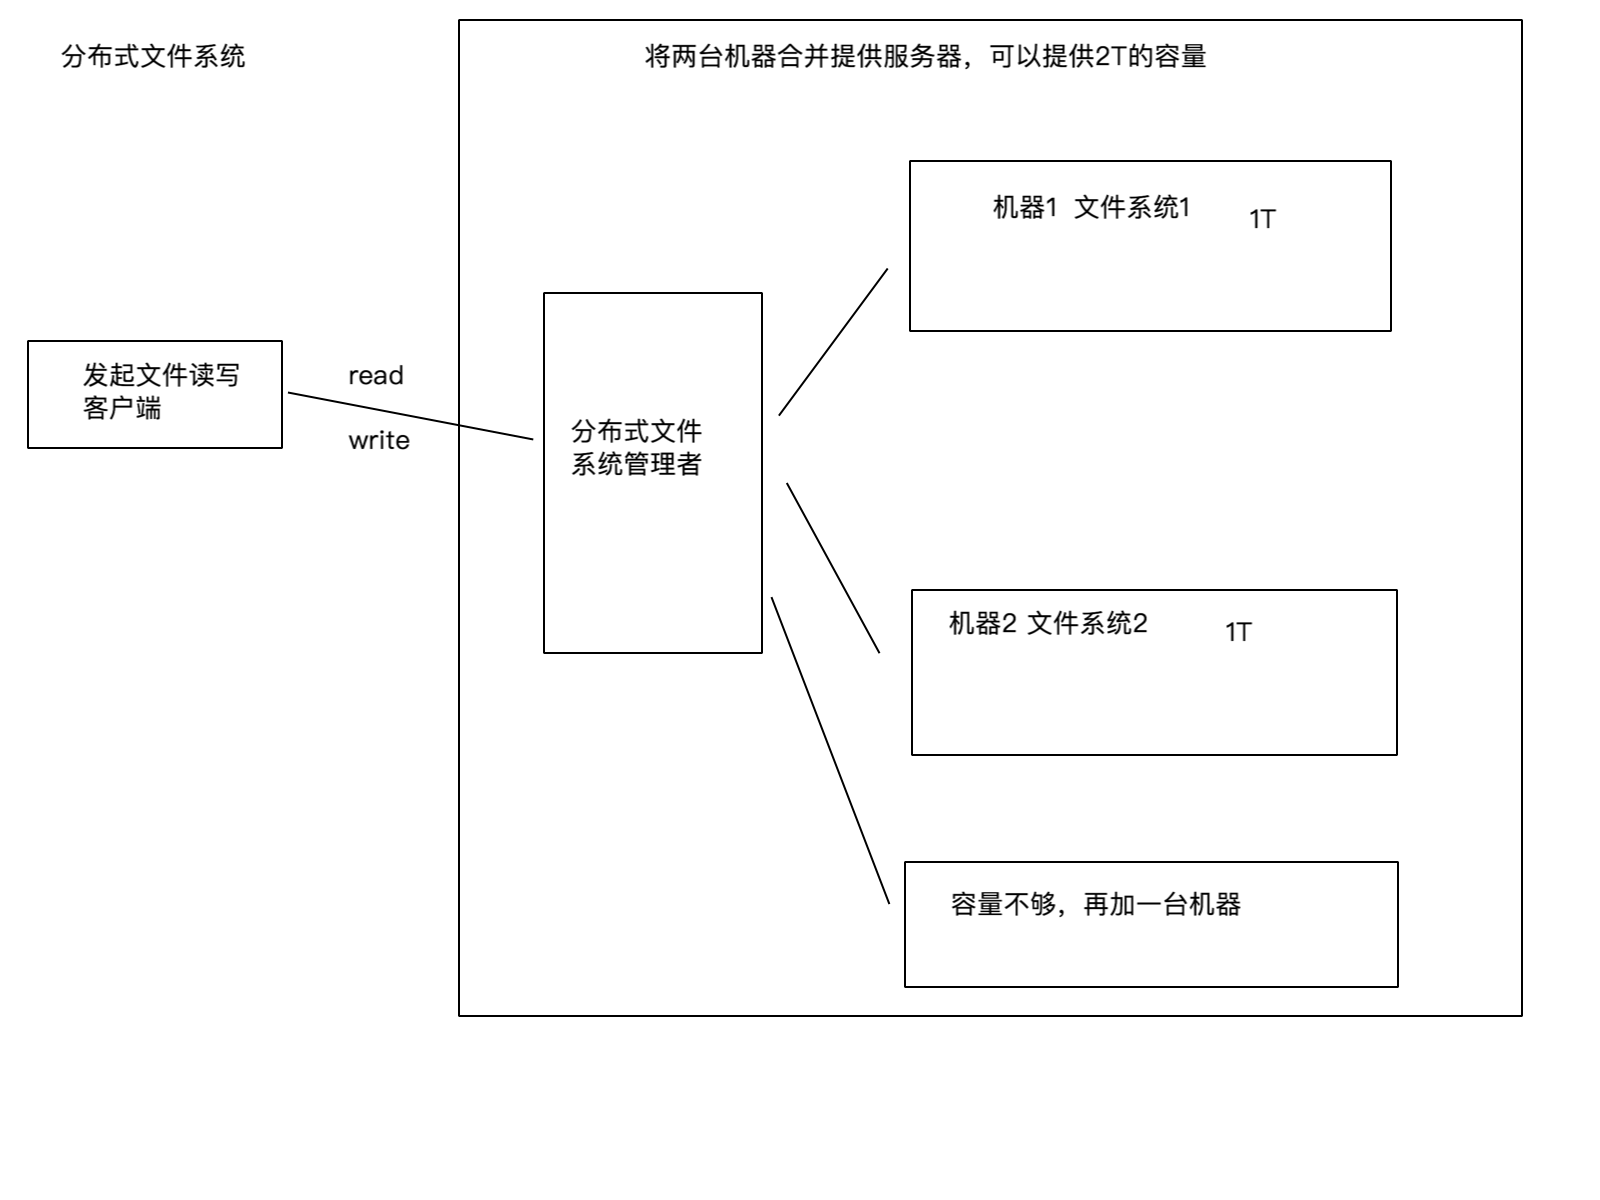 分布式文件系统
将两台机器合并提供服务器，可以提供2T的容量
机器1 文件系统1
1T
发起文件读写
客户端
read
write
分布式文件
系统管理者
机器2 文件系统2
1T
容量不够，再加一台机器